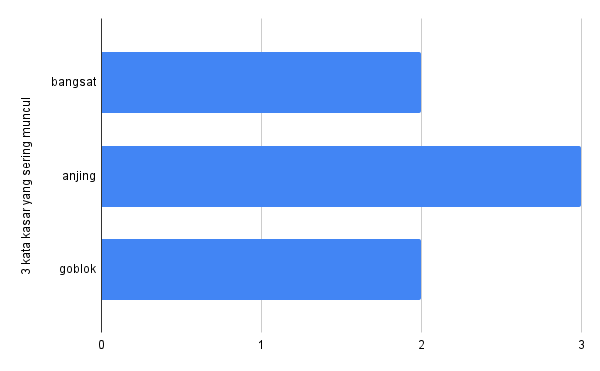 3 kata kasar yang sering muncul
bangsat
anjing
goblok
0 1 2 3